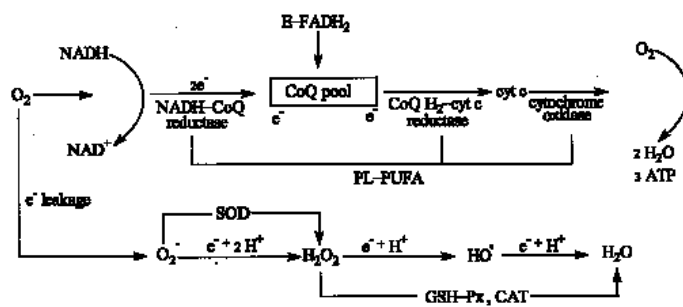 E-FADH₂
NADH
O₂
O₂
2e⁻
CoQ pool
cyt c
NADH-CoQ
reductase
e⁻
e⁻
CoQ H₂-cyt c
reductase
cytochrome
oxidase
NAD⁺
2 H₂O
3 ATP
PL-PUFA
e⁻ leakage
SOD
O₂⁻
e⁻ + 2 H⁺
H₂O₂
e⁻ + H⁺
HO•
e⁻ + H⁺
H₂O
GSH-Px, CAT